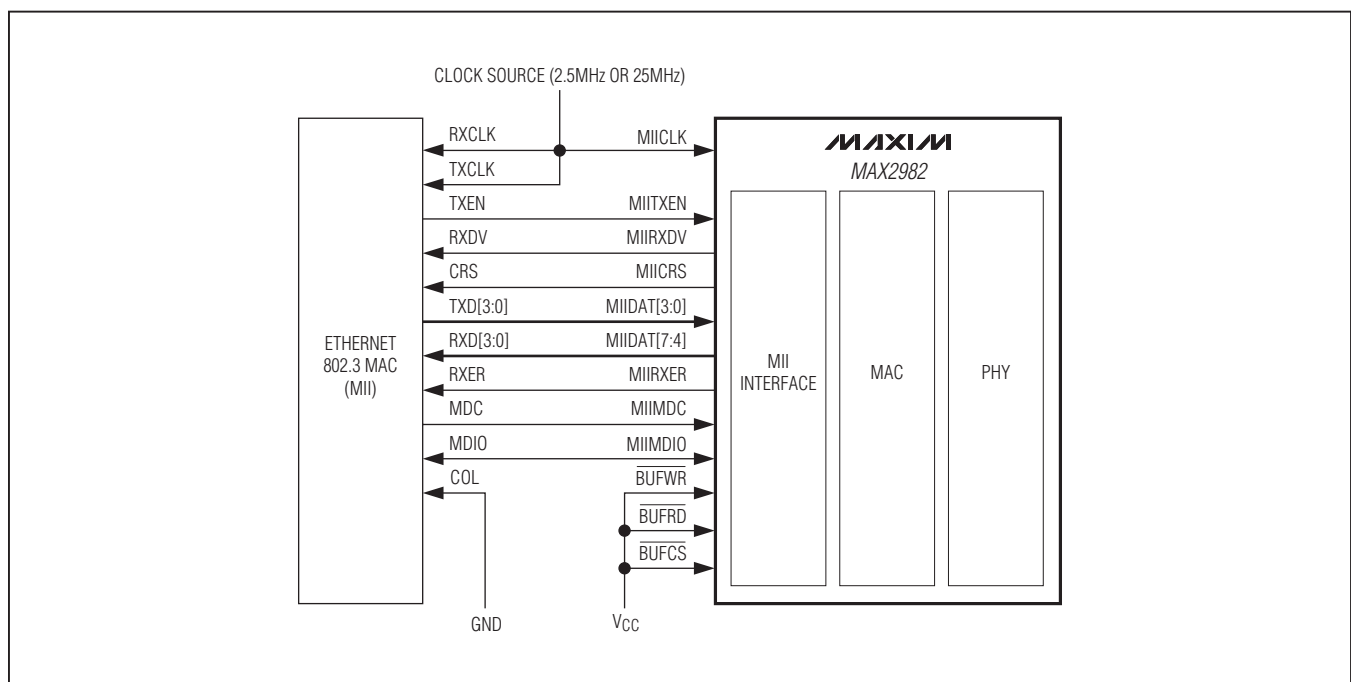 CLOCK SOURCE (2.5MHz OR 25MHz)
RXCLK MIICLK
TXCLK
TXEN MIITXEN
RXDV MIIRXDV
CRS MIICRS
TXD[3:0] MIIDAT[3:0]
RXD[3:0] MIIDAT[7:4]
RXER MIIRXER
MDC MIIMDC
MDIO MIIMDIO
COL BUFWR
BUFRD
BUFCS
GND VCC
ETHERNET
802.3 MAC
(MII)
MAXIM
MAX2982
MII
INTERFACE
MAC
PHY